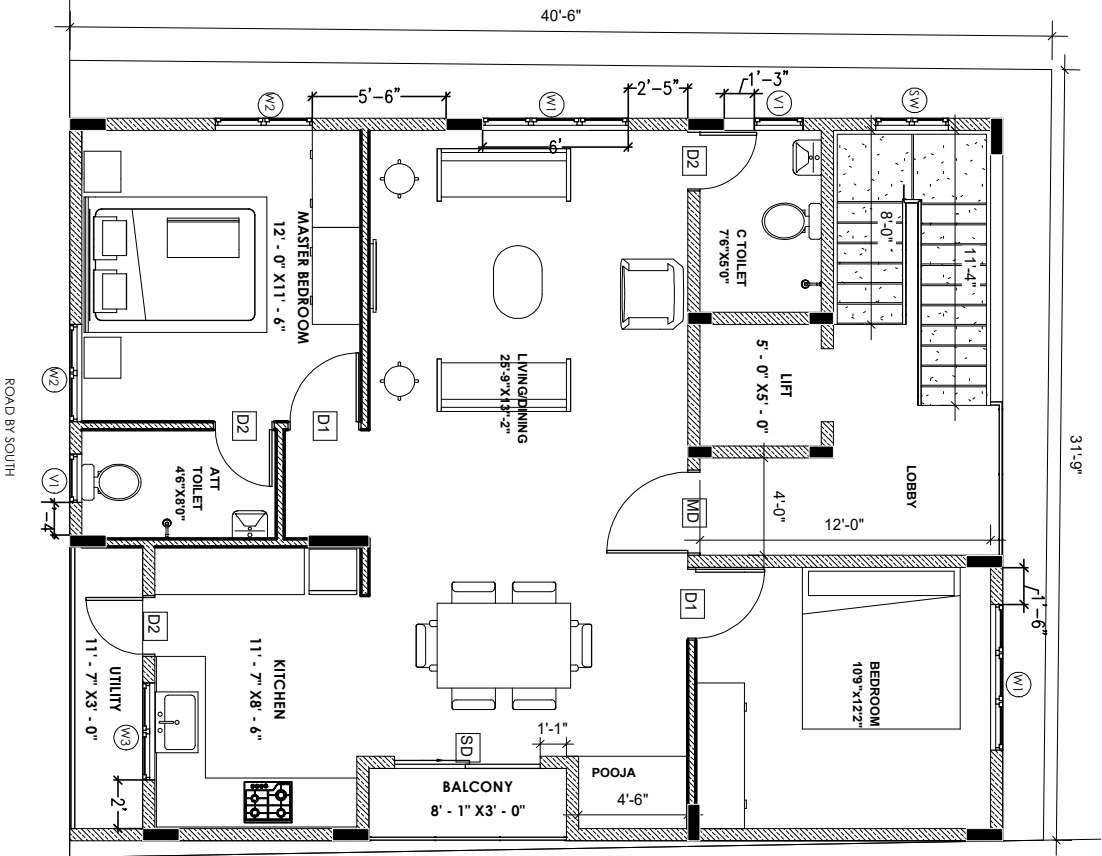 40'-6"
1'-3"
5'-6"
2'-5"
6'
W2
W1
V1
SW
D2
31'-9"
MASTER BEDROOM
12' - 0" X11' - 6"
C TOILET
7'6"X5'0"
8'-0"
11'-4"
LIVING/DINING
25'-9"X13'-2"
LIFT
5' - 0" X5' - 0"
W2
D2
D1
ROAD BY SOUTH
V1
ATT
TOILET
4'6"X8'0"
MD
4'-0"
LOBBY
12'-0"
1'-6"
D1
D2
UTILITY
11' - 7" X3' - 0"
KITCHEN
11' - 7" X8' - 6"
BEDROOM
10'9"x12'2"
W1
W3
SD
1'-1"
2'
BALCONY
8' - 1" X3' - 0"
POOJA
4'-6"